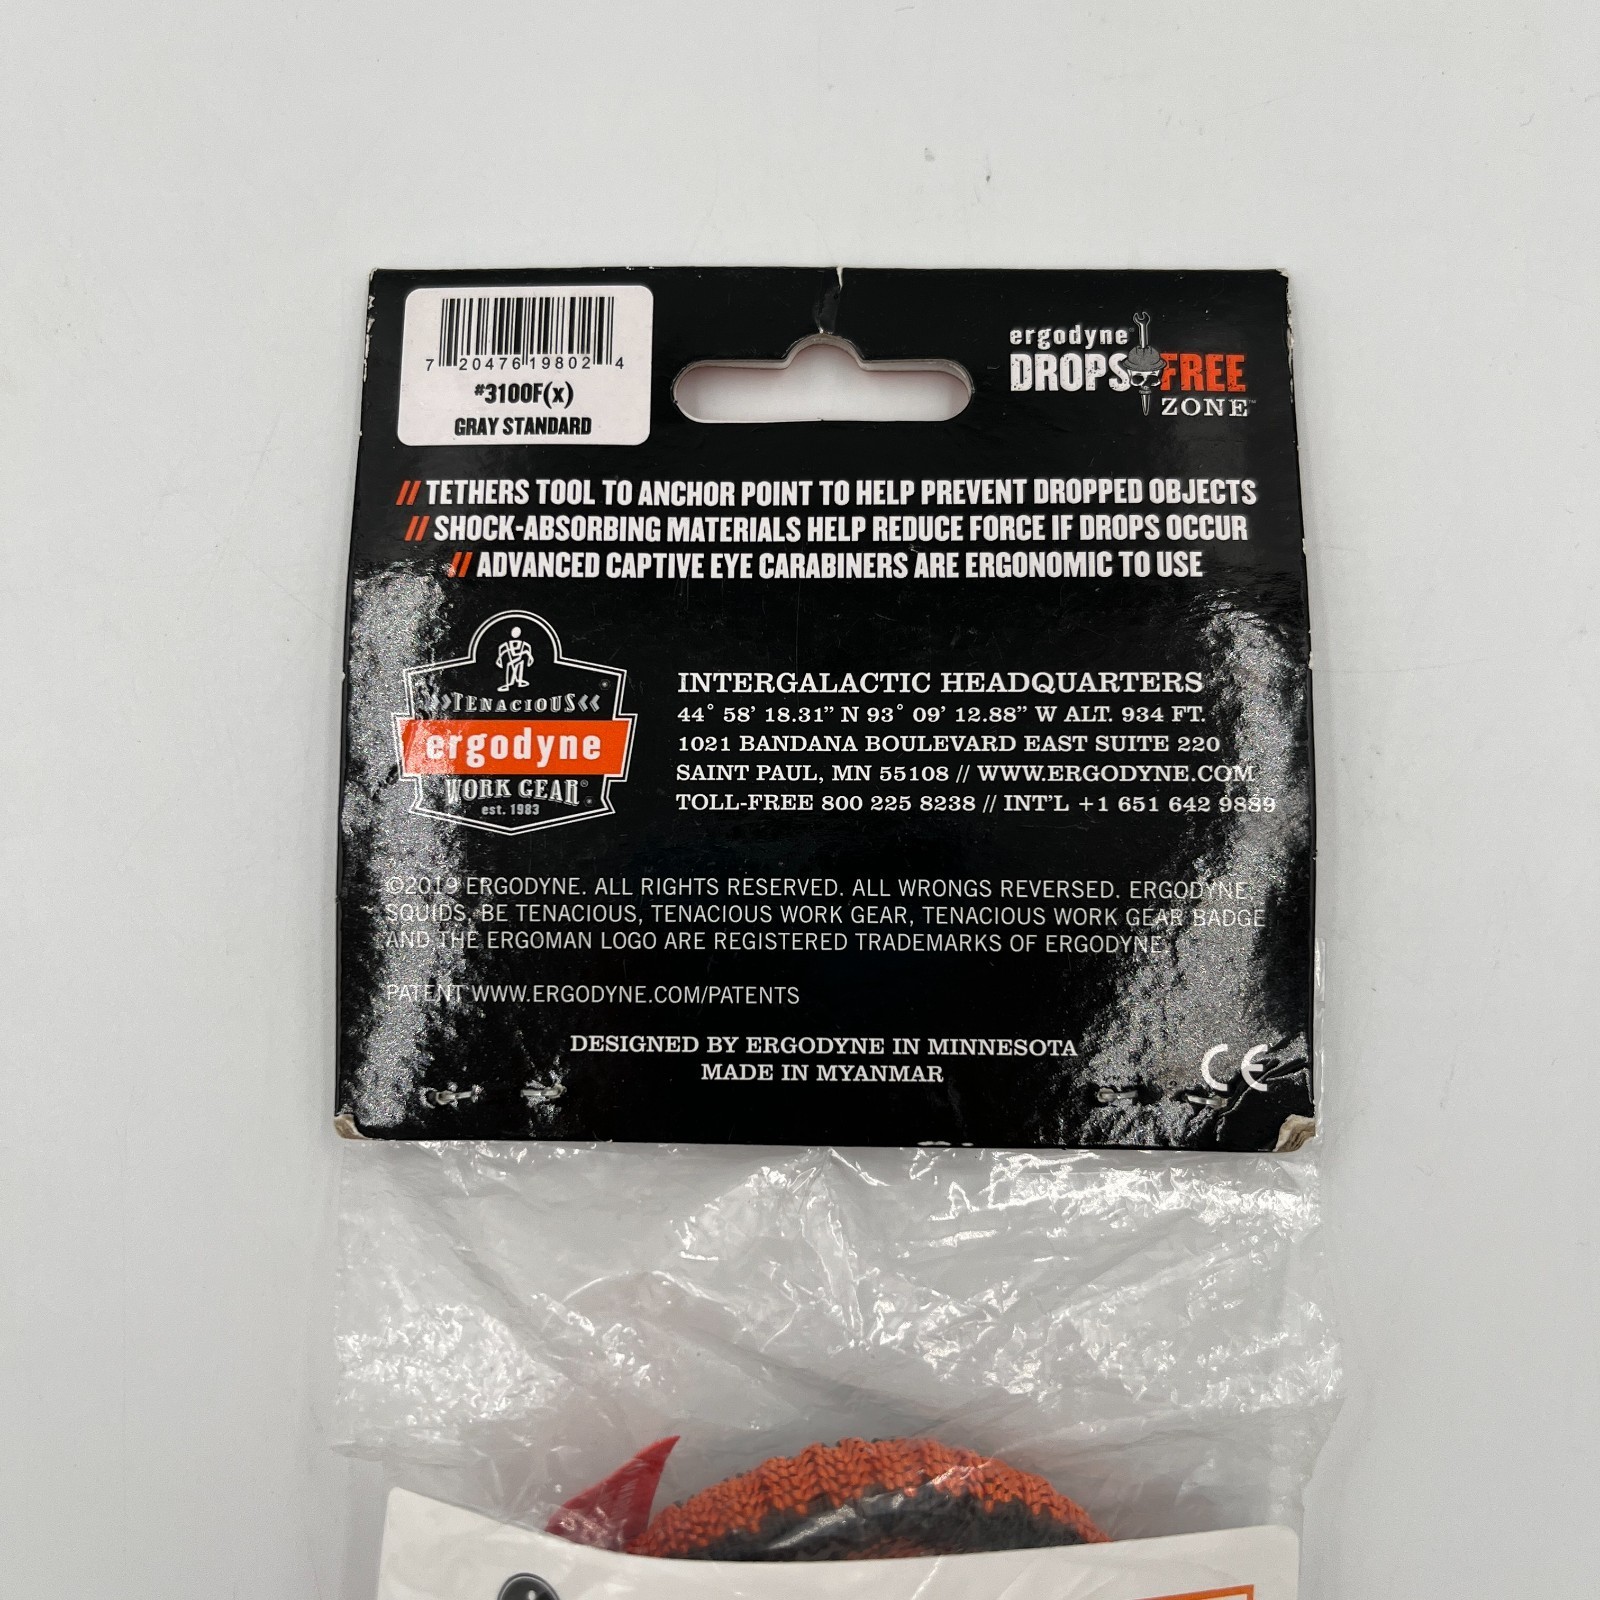 7 20476 19802 4
#3100F(x)
GRAY STANDARD
ergodyne®
DROPS FREE
ZONE™
// TETHERS TOOL TO ANCHOR POINT TO HELP PREVENT DROPPED OBJECTS
// SHOCK-ABSORBING MATERIALS HELP REDUCE FORCE IF DROPS OCCUR
// ADVANCED CAPTIVE EYE CARABINERS ARE ERGONOMIC TO USE
»TENACIOUS«
ergodyne
WORK GEAR®
est. 1983
INTERGALACTIC HEADQUARTERS
44° 58' 18.31” N 93° 09' 12.88” W ALT. 934 FT.
1021 BANDANA BOULEVARD EAST SUITE 220
SAINT PAUL, MN 55108 // WWW.ERGODYNE.COM
TOLL-FREE 800 225 8238 // INT'L +1 651 642 9889
©2019 ERGODYNE. ALL RIGHTS RESERVED. ALL WRONGS REVERSED. ERGODYNE,
SQUIDS, BE TENACIOUS, TENACIOUS WORK GEAR, TENACIOUS WORK GEAR BADGE
AND THE ERGOMAN LOGO ARE REGISTERED TRADEMARKS OF ERGODYNE.
PATENT WWW.ERGODYNE.COM/PATENTS
DESIGNED BY ERGODYNE IN MINNESOTA
MADE IN MYANMAR
CE